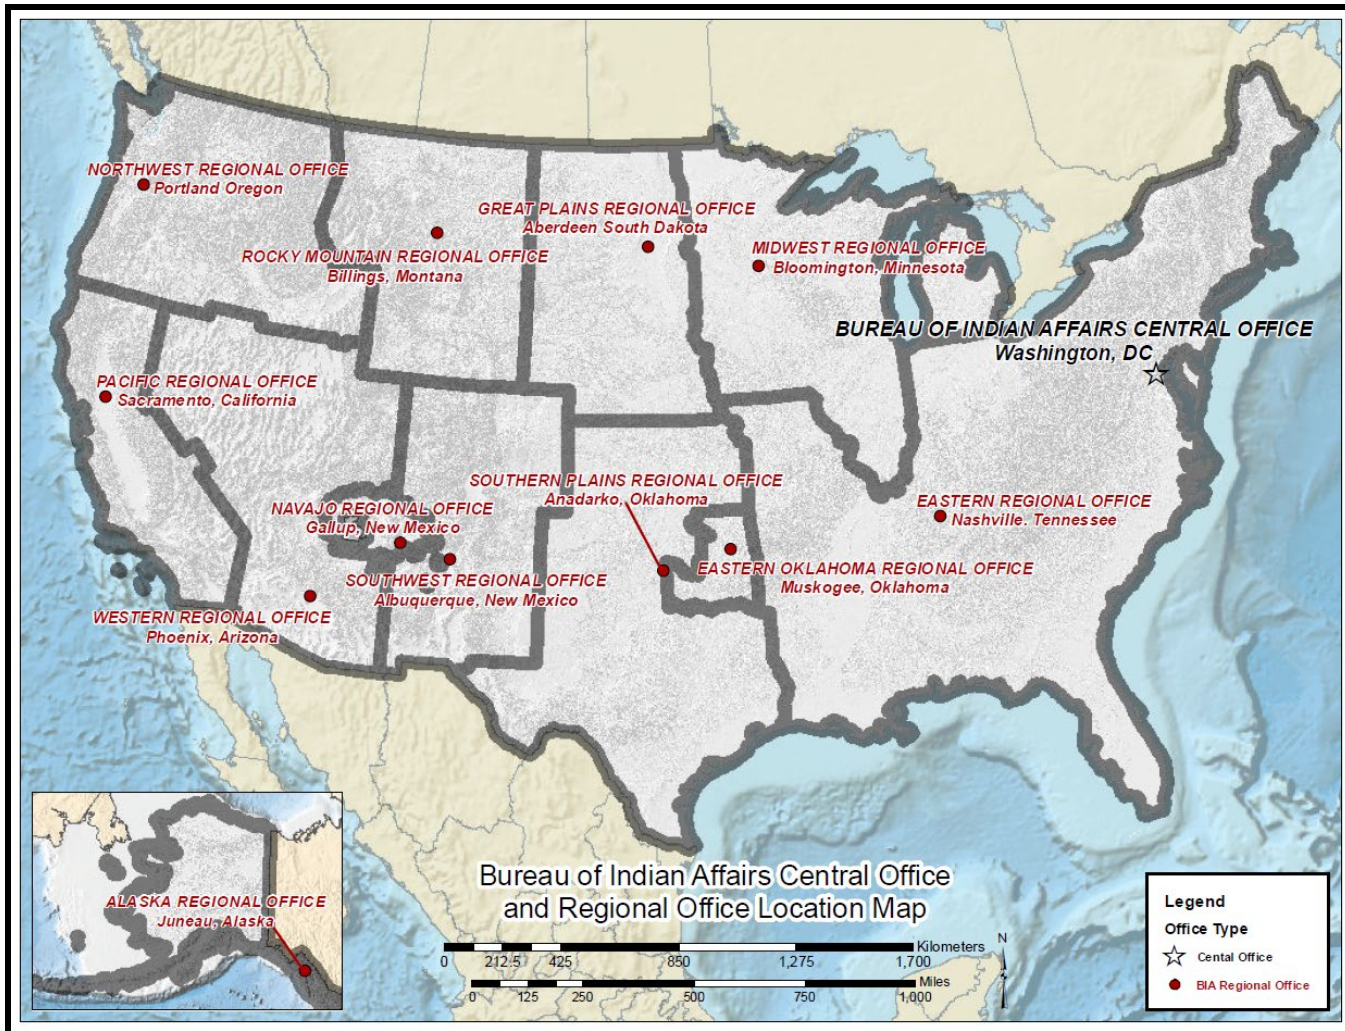 NORTHWEST REGIONAL OFFICE
Portland Oregon
GREAT PLAINS REGIONAL OFFICE
Aberdeen South Dakota
ROCKY MOUNTAIN REGIONAL OFFICE
Billings, Montana
MIDWEST REGIONAL OFFICE
Bloomington, Minnesota
BUREAU OF INDIAN AFFAIRS CENTRAL OFFICE
Washington, DC
PACIFIC REGIONAL OFFICE
Sacramento, California
SOUTHERN PLAINS REGIONAL OFFICE
Anadarko, Oklahoma
NAVAJO REGIONAL OFFICE
Gallup, New Mexico
EASTERN REGIONAL OFFICE
Nashville. Tennessee
SOUTHWEST REGIONAL OFFICE
Albuquerque, New Mexico
EASTERN OKLAHOMA REGIONAL OFFICE
Muskogee, Oklahoma
WESTERN REGIONAL OFFICE
Phoenix, Arizona
ALASKA REGIONAL OFFICE
Juneau, Alaska
Bureau of Indian Affairs Central Office
and Regional Office Location Map
Kilometers
0 212.5 425 850 1,275 1,700
Miles
0 125 250 500 750 1,000
N
Legend
Office Type
Cental Office
BIA Regional Office